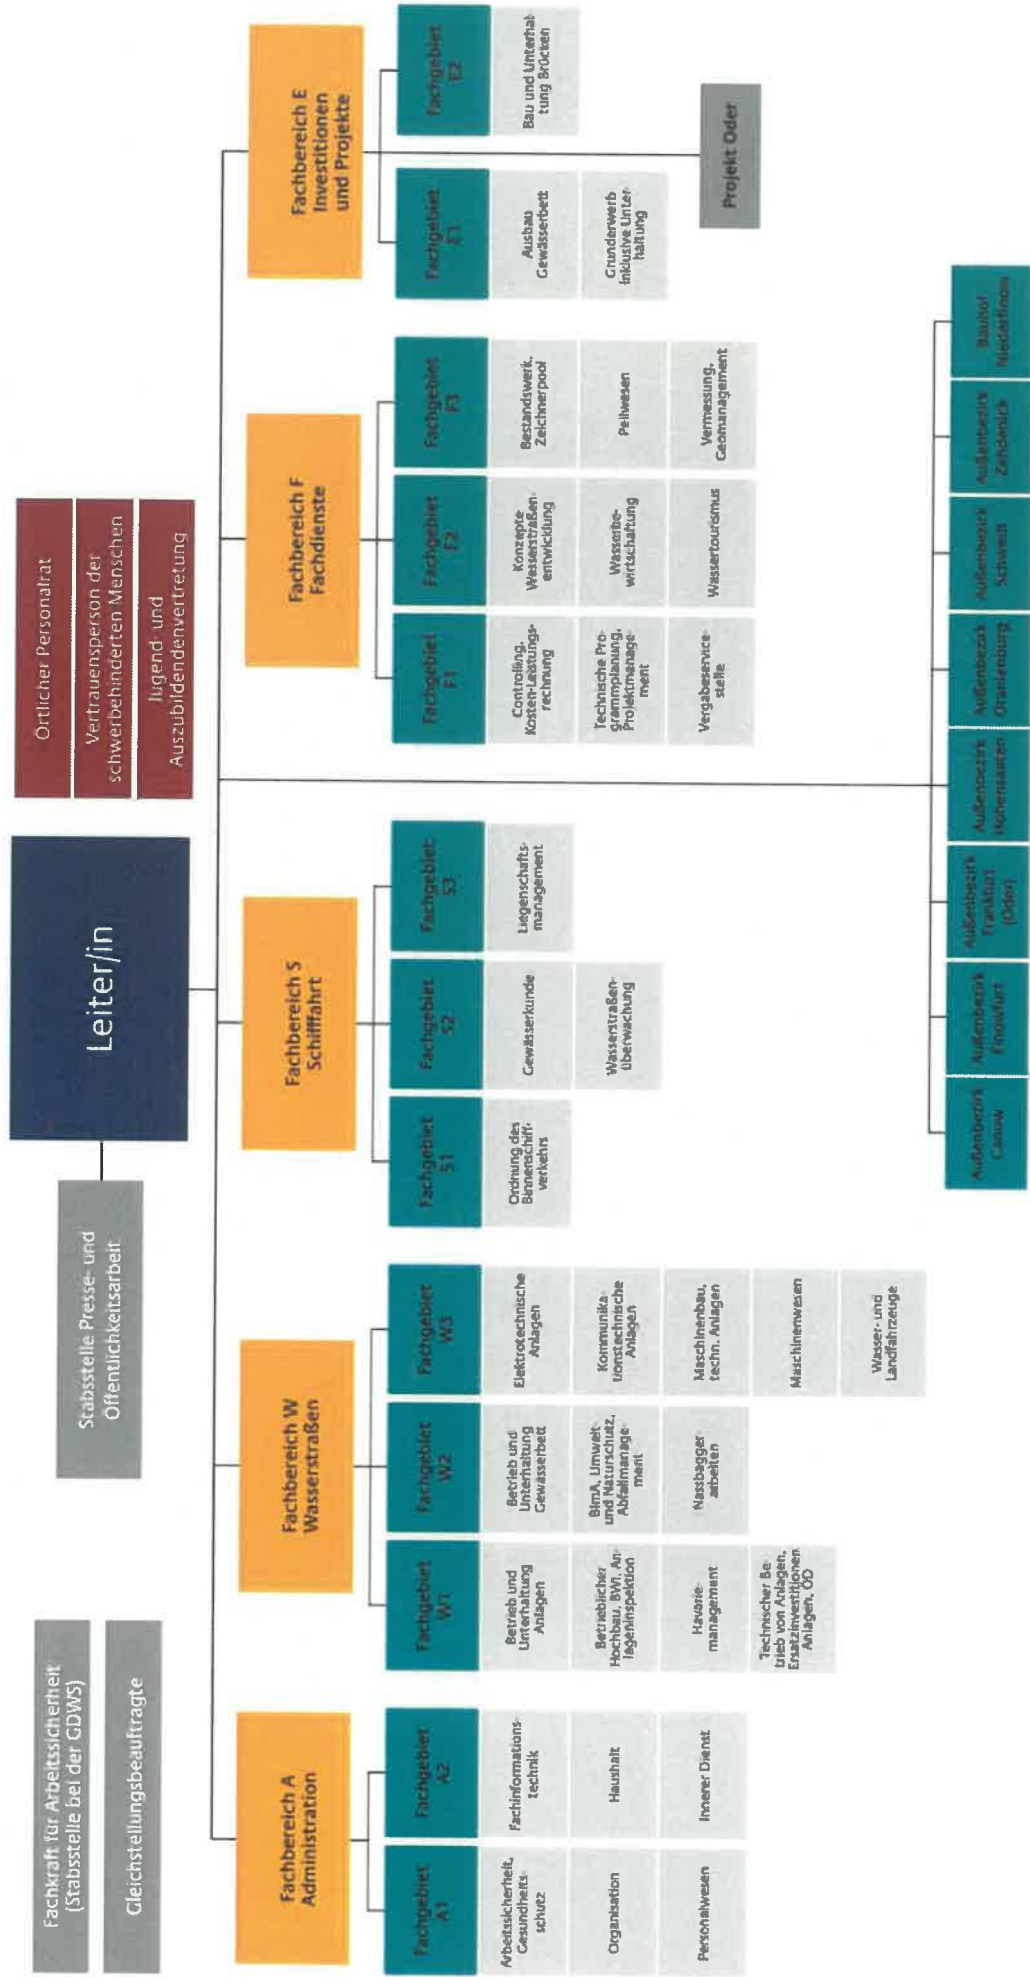 Fachkraft für Arbeitssicherheit
(Stabsstelle bei der GDWS)
Gleichstellungsbeauftragte
Stabsstelle Presse- und
Öffentlichkeitsarbeit
Leiter/in
Örtlicher Personalrat
Vertrauensperson der
schwerbehinderten Menschen
Jugend- und
Auszubildendenvertretung
Fachbereich A
Administration
Fachgebiet
A1
Arbeitssicherheit,
Gesundheits-
schutz
Organisation
Personalwesen
Fachgebiet
A2
Fachinformations-
technik
Haushalt
Innerer Dienst
Fachbereich W
Wasserstraßen
Fachgebiet
W1
Betrieb und
Unterhaltung
Anlagen
Betrieblicher
Hochbau, BWI, An-
lageninspektion
Havarie-
management
Technischer Be-
trieb von Anlagen,
Ersatzinvestitionen
Anlagen, ÖD
Fachgebiet
W2
Betrieb und
Unterhaltung
Gewässerbett
BImA, Umwelt-
und Naturschutz,
Abfallmanage-
ment
Nassbagger-
arbeiten
Fachgebiet
W3
Elektrotechnische
Anlagen
Kommunika-
tionstechnische
Anlagen
Maschinenbau,
techn. Anlagen
Maschinenwesen
Wasser- und
Landfahrzeuge
Fachbereich S
Schifffahrt
Fachgebiet
S1
Ordnung des
Binnenschiff-
verkehrs
Fachgebiet
S2
Gewässerkunde
Wasserstraßen-
überwachung
Fachgebiet
S3
Liegenschafts-
management
Fachbereich F
Fachdienste
Fachgebiet
F1
Controlling,
Kosten-Leistungs-
rechnung
Technische Pro-
grammplanung,
Projektmanage-
ment
Vergabeservice-
stelle
Fachgebiet
F2
Konzepte
Wasserstraßen-
entwicklung
Wasserbe-
wirtschaftung
Wassertourismus
Fachgebiet
F3
Bestandswerk,
Zeichnerpool
Peilwesen
Vermessung,
Geomanagement
Fachbereich E
Investitionen
und Projekte
Fachgebiet
E1
Ausbau
Gewässerbett
Grunderwerb
inklusive Unter-
haltung
Fachgebiet
E2
Bau und Unterhal-
tung Brücken
Projekt Oder
Außenbezirk
Canow
Außenbezirk
Finowfurt
Außenbezirk
Frankfurt
(Oder)
Außenbezirk
Hohensaaten
Außenbezirk
Oranienburg
Außenbezirk
Schwedt
Außenbezirk
Zehdenick
Bauhof
Niederfinow